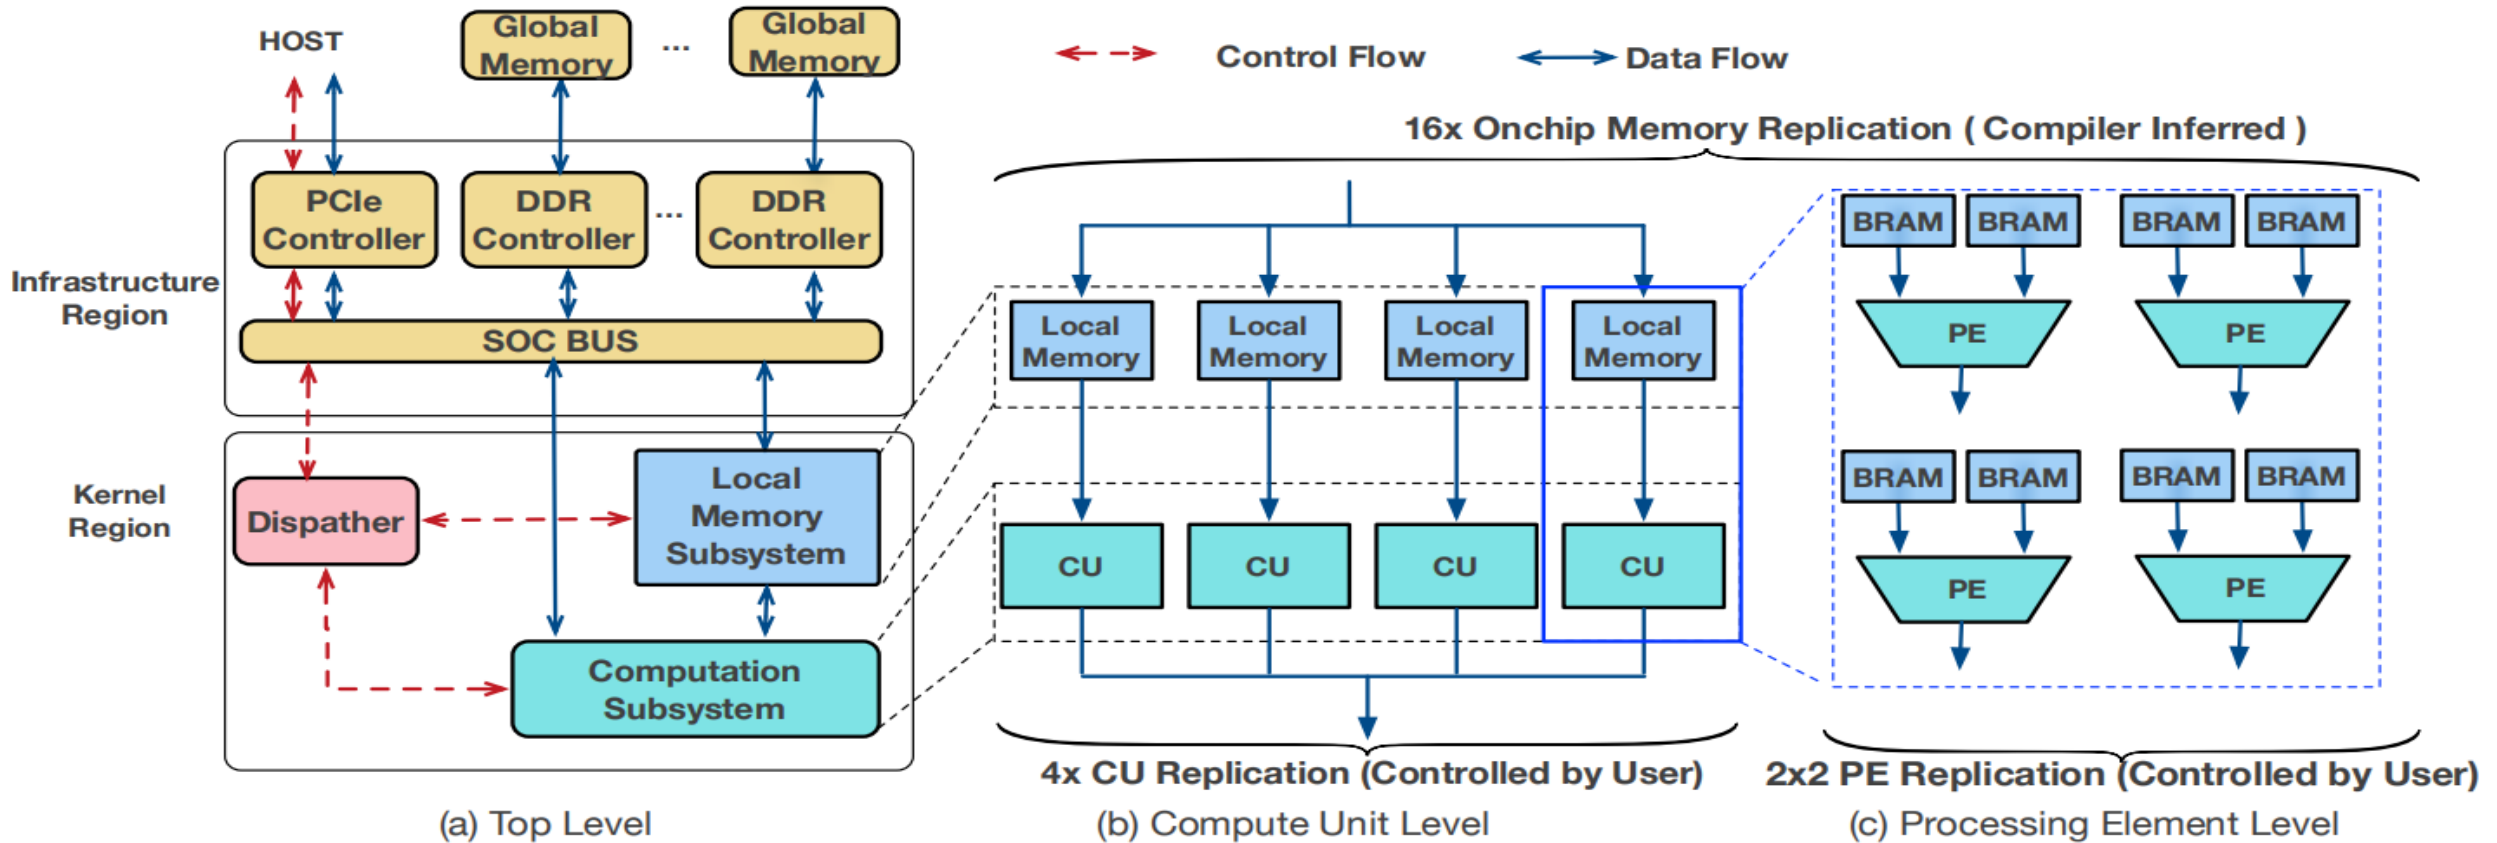 HOST
Global
Memory
...
Global
Memory
Control Flow
Data Flow
16x Onchip Memory Replication ( Compiler Inferred )
Infrastructure
Region
PCIe
Controller
DDR
Controller
...
DDR
Controller
SOC BUS
Kernel
Region
Dispather
Local
Memory
Subsystem
Computation
Subsystem
Local
Memory
Local
Memory
Local
Memory
Local
Memory
CU
CU
CU
CU
BRAM
BRAM
BRAM
BRAM
PE
PE
BRAM
BRAM
BRAM
BRAM
PE
PE
4x CU Replication (Controlled by User)
2x2 PE Replication (Controlled by User)
(a) Top Level
(b) Compute Unit Level
(c) Processing Element Level